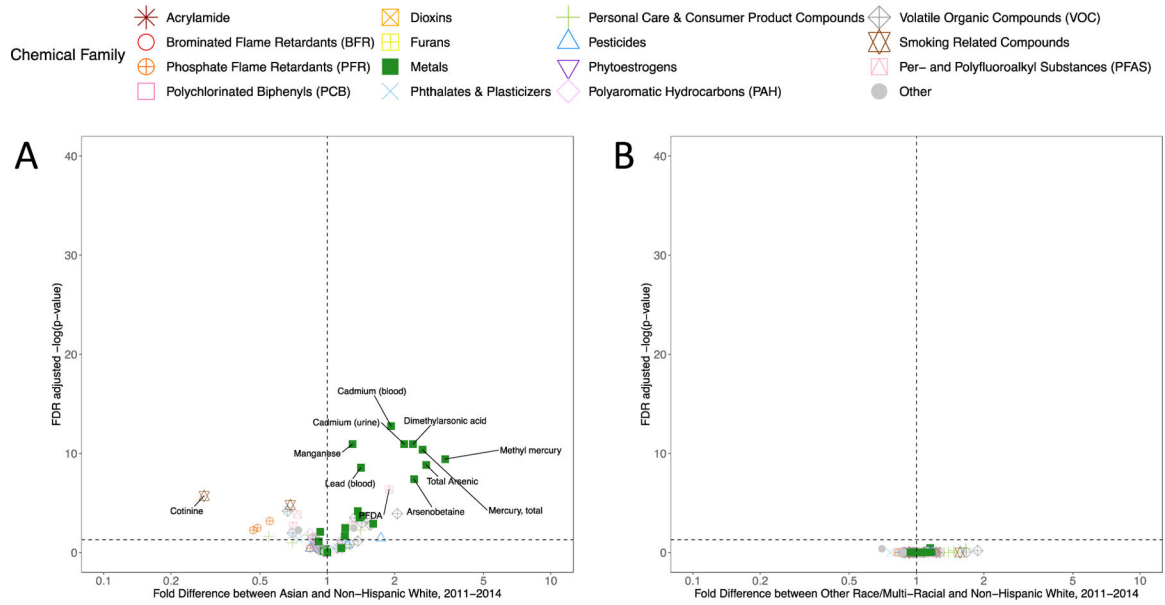 Chemical Family
Acrylamide
Brominated Flame Retardants (BFR)
Phosphate Flame Retardants (PFR)
Polychlorinated Biphenyls (PCB)
Dioxins
Furans
Metals
Phthalates & Plasticizers
Personal Care & Consumer Product Compounds
Pesticides
Phytoestrogens
Polyaromatic Hydrocarbons (PAH)
Volatile Organic Compounds (VOC)
Smoking Related Compounds
Per- and Polyfluoroalkyl Substances (PFAS)
Other
A
FDR adjusted -log(p-value)
40
30
20
10
0
Cadmium (blood)
Cadmium (urine)
Dimethylarsonic acid
Manganese
Methyl mercury
Lead (blood)
Total Arsenic
Cotinine
PFDA
Arsenobetaine
Mercury, total
0.1
0.2
0.5
1
2
5
10
Fold Difference between Asian and Non-Hispanic White, 2011-2014
B
FDR adjusted -log(p-value)
40
30
20
10
0
0.1
0.2
0.5
1
2
5
10
Fold Difference between Other Race/Multi-Racial and Non-Hispanic White, 2011-2014